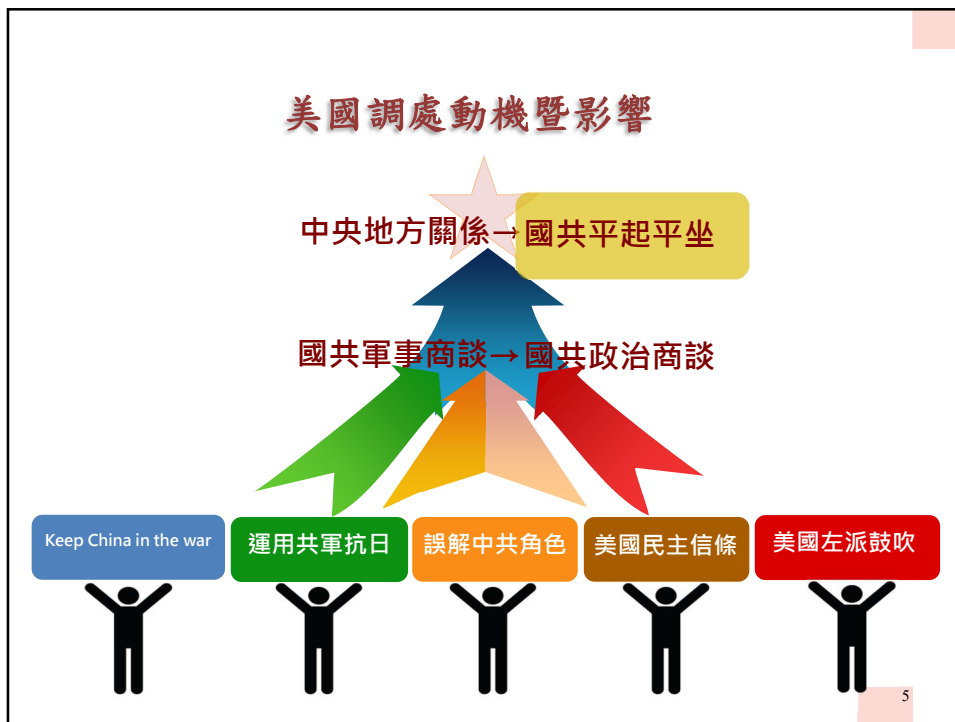 美國調處動機暨影響
中央地方關係→國共平起平坐
國共軍事商談→國共政治商談
Keep China in the war
運用共軍抗日
誤解中共角色
美國民主信條
美國左派鼓吹
5